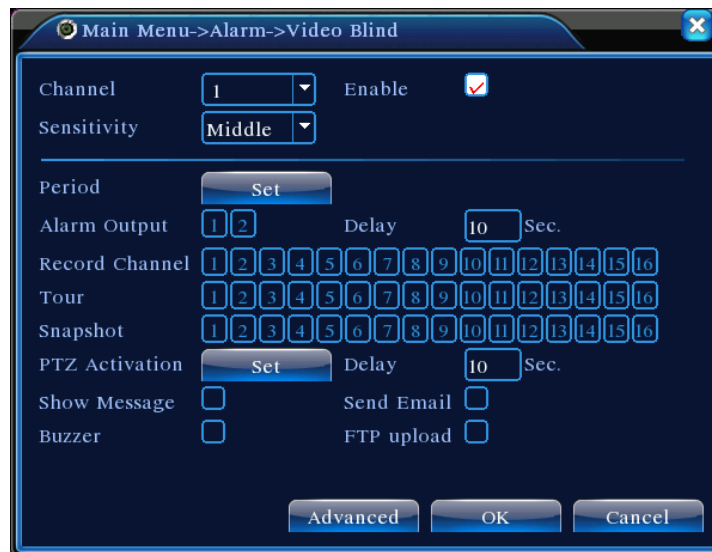 Main Menu->Alarm->Video Blind
Channel 1 Enable
Sensitivity Middle
Period Set
Alarm Output 1 2 Delay 10 Sec.
Record Channel 1 2 3 4 5 6 7 8 9 10 11 12 13 14 15 16
Tour 1 2 3 4 5 6 7 8 9 10 11 12 13 14 15 16
Snapshot 1 2 3 4 5 6 7 8 9 10 11 12 13 14 15 16
PTZ Activation Set Delay 10 Sec.
Show Message Send Email
Buzzer FTP upload
Advanced OK Cancel